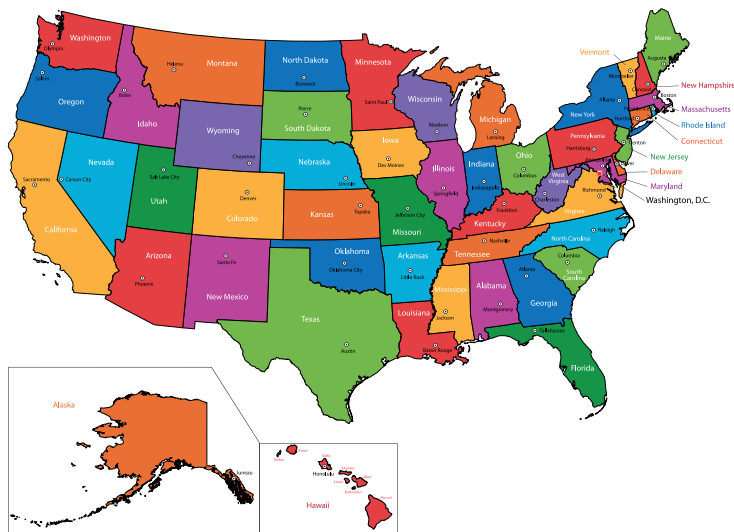 Washington
Olympia
Oregon
Salem
California
Sacramento
Nevada
Carson City
Idaho
Boise
Montana
Helena
Wyoming
Cheyenne
Utah
Salt Lake City
Colorado
Denver
Arizona
Phoenix
New Mexico
Santa Fe
North Dakota
Bismarck
South Dakota
Pierre
Nebraska
Lincoln
Kansas
Topeka
Oklahoma
Oklahoma City
Texas
Austin
Minnesota
Saint Paul
Iowa
Des Moines
Missouri
Jefferson City
Arkansas
Little Rock
Louisiana
Baton Rouge
Wisconsin
Madison
Illinois
Springfield
Michigan
Lansing
Indiana
Indianapolis
Ohio
Columbus
Kentucky
Frankfort
Tennessee
Nashville
Mississippi
Jackson
Alabama
Montgomery
Georgia
Atlanta
Florida
Tallahassee
South
Carolina
Columbia
North Carolina
Raleigh
Virginia
Richmond
West
Virginia
Charleston
Pennsylvania
Harrisburg
New York
Albany
Vermont
Montpelier
Maine
Augusta
New Hampshire
Concord
Massachusetts
Boston
Rhode Island
Connecticut
New Jersey
Delaware
Maryland
Washington, D.C.
Alaska
Juneau
Hawaii
Honolulu